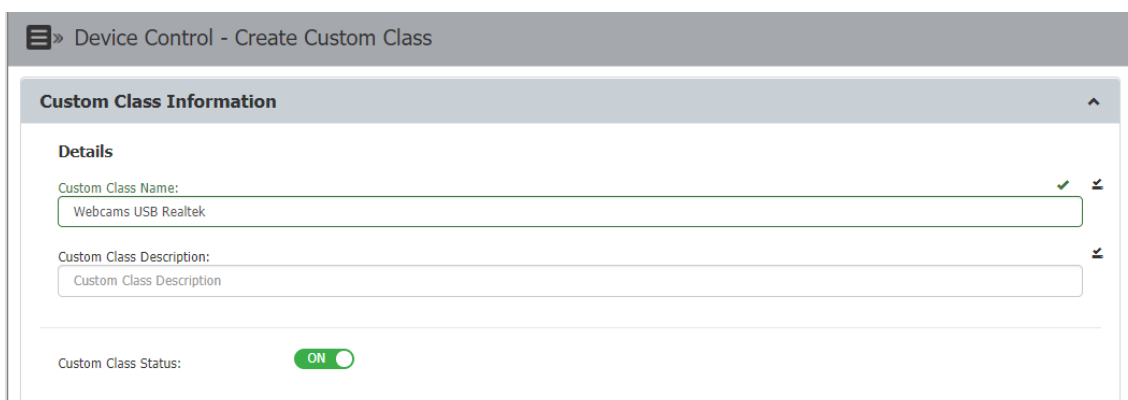 Device Control - Create Custom Class
Custom Class Information
Details
Custom Class Name:
Webcams USB Realtek
Custom Class Description:
Custom Class Description
Custom Class Status:
ON